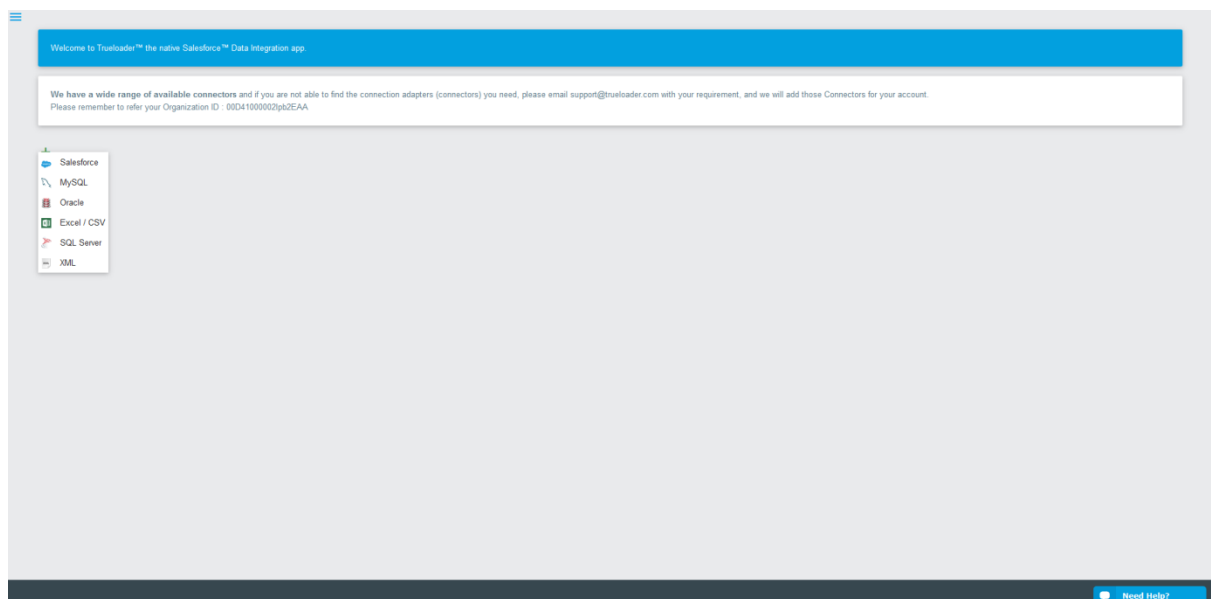 Welcome to Trueloader™ the native Salesforce™ Data Integration app.
We have a wide range of available connectors and if you are not able to find the connection adapters (connectors) you need, please email support@trueloader.com with your requirement, and we will add those Connectors for your account.
Please remember to refer your Organization ID : 00D41000002lpb2EAA
Salesforce
MySQL
Oracle
Excel / CSV
SQL Server
XML
Need Help?